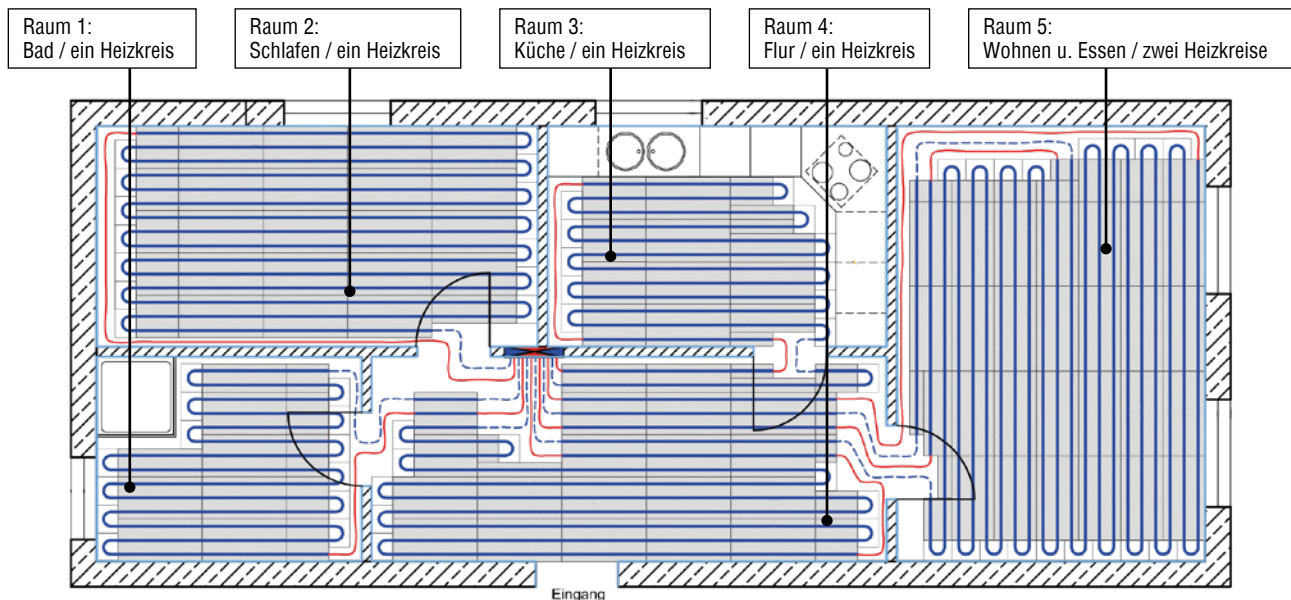 Raum 1:
Bad / ein Heizkreis
Raum 2:
Schlafen / ein Heizkreis
Raum 3:
Küche / ein Heizkreis
Raum 4:
Flur / ein Heizkreis
Raum 5:
Wohnen u. Essen / zwei Heizkreise
Eingang